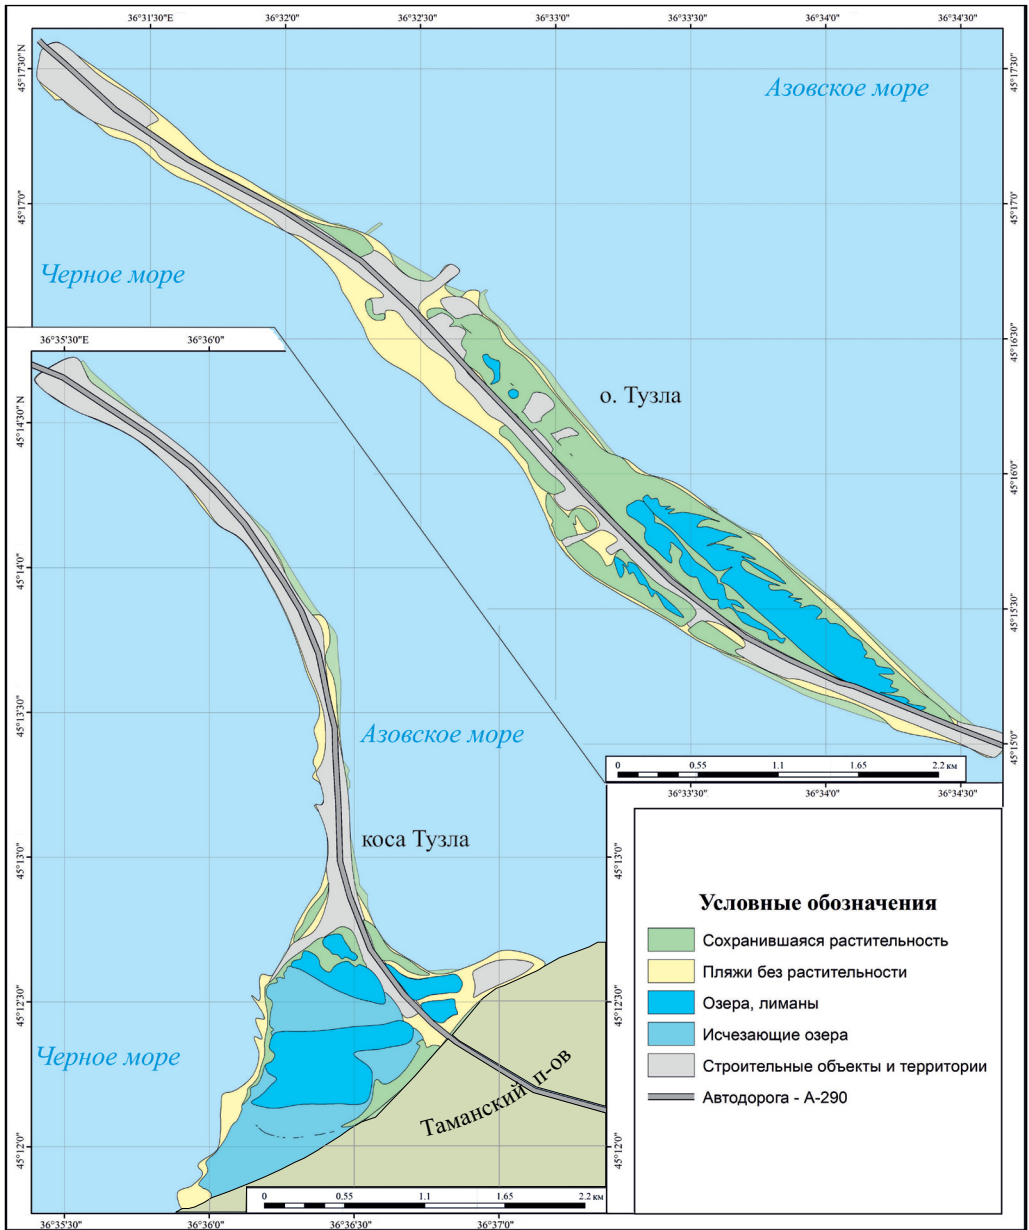 36°31'30"E 36°32'0" 36°32'30" 36°33'0" 36°33'30" 36°34'0" 36°34'30"
45°17'30" N
45°17'30"
Азовское море
45°17'0"
45°17'0"
Черное море
36°35'30"E 36°36'0"
45°16'30"
о. Тузла
45°14'30" N
45°16'0"
45°14'0"
45°15'30"
45°13'30"
Азовское море
45°15'0"
0 0.55 1.1 1.65 2.2 км
36°33'30" 36°34'0" 36°34'30"
коса Тузла
45°13'0"
45°13'0"
Условные обозначения
Сохранившаяся растительность
Пляжи без растительности
Озера, лиманы
Исчезающие озера
Строительные объекты и территории
Автодорога - А-290
45°12'30"
45°12'30"
Черное море
Таманский п-ов
45°12'0"
45°12'0"
0 0.55 1.1 1.65 2.2 км
36°35'30" 36°36'0" 36°36'30" 36°37'0"